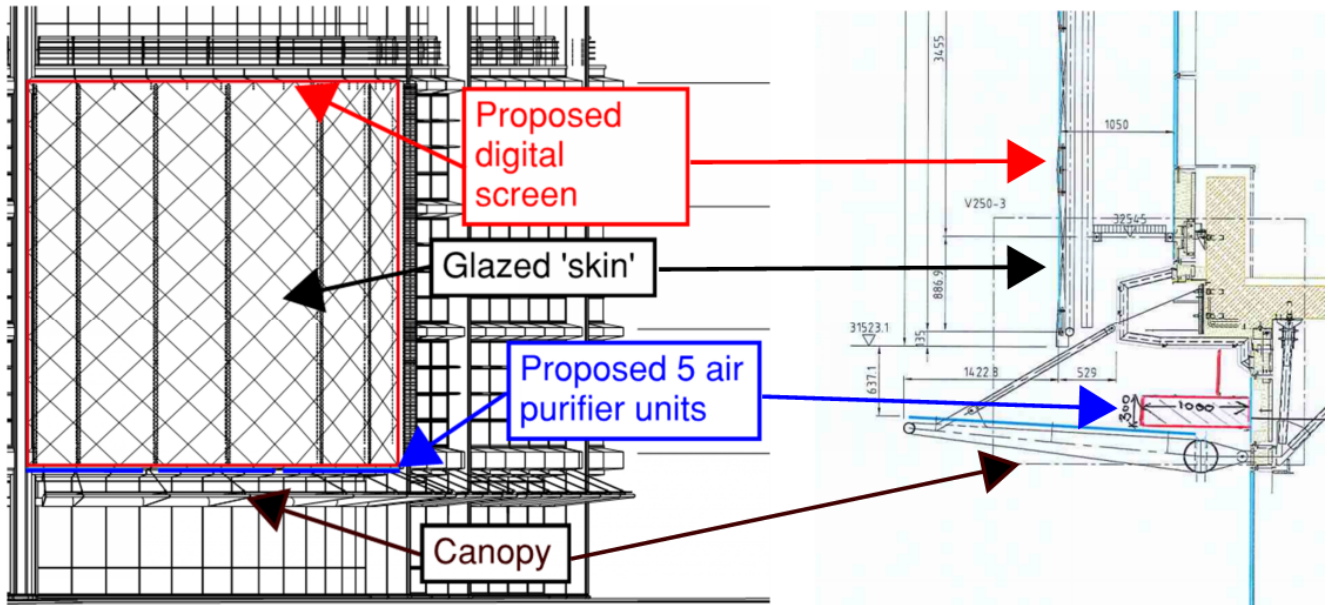 Proposed
digital
screen
Glazed 'skin'
Proposed 5 air
purifier units
Canopy
3455
1050
V250-3
32545
886.9
31523.1
135
1422.8
529
637.1
300
1000